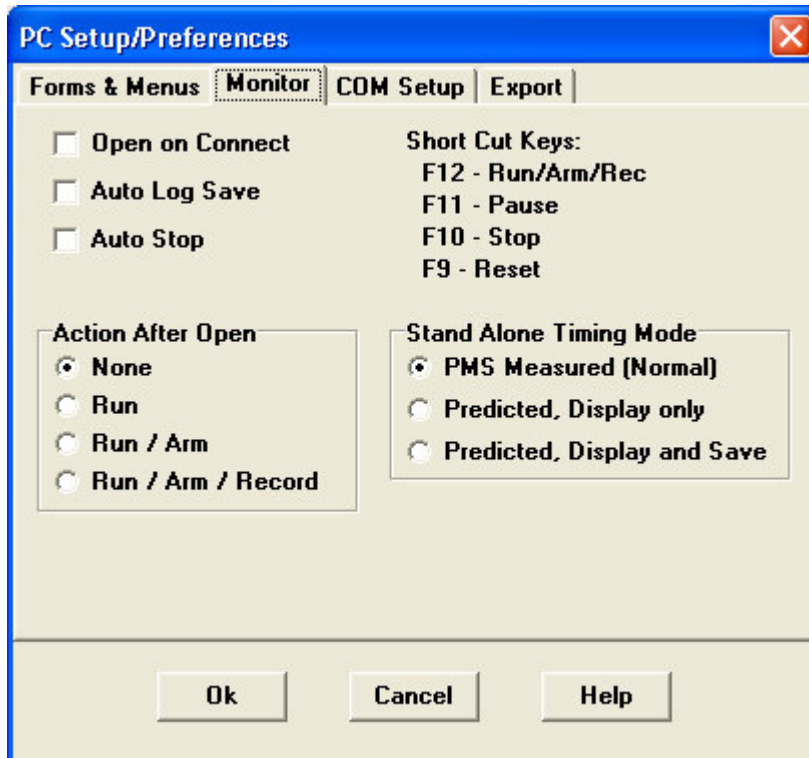 PC Setup/Preferences
Forms & Menus Monitor COM Setup Export
Open on Connect
Auto Log Save
Auto Stop
Short Cut Keys:
F12 - Run/Arm/Rec
F11 - Pause
F10 - Stop
F9 - Reset
Action After Open
None
Run
Run / Arm
Run / Arm / Record
Stand Alone Timing Mode
PMS Measured (Normal)
Predicted, Display only
Predicted, Display and Save
Ok Cancel Help